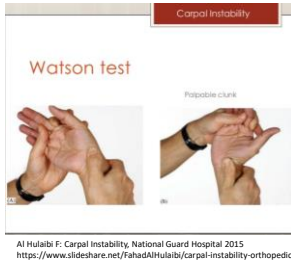 Carpal Instability
Watson test
Palpable clunk
(A)
(B)
Al Hulaibi F: Carpal Instability, National Guard Hospital 2015
https://www.slideshare.net/FahadAlHulaibi/carpal-instability-orthopedic